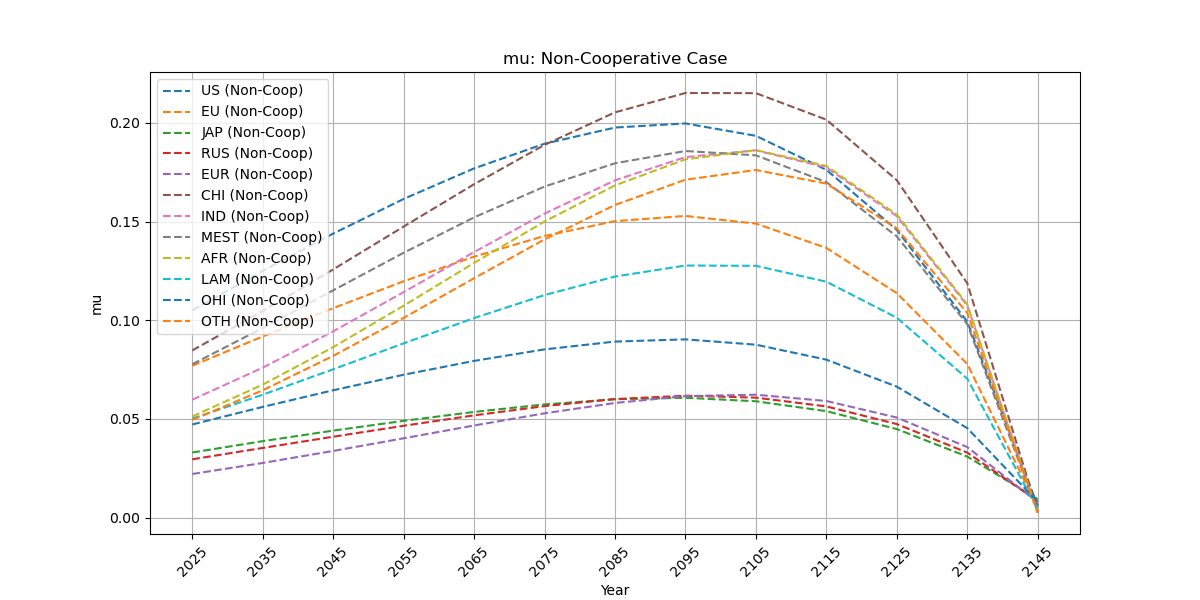 mu: Non-Cooperative Case
US (Non-Coop)
EU (Non-Coop)
JAP (Non-Coop)
RUS (Non-Coop)
EUR (Non-Coop)
CHI (Non-Coop)
IND (Non-Coop)
MEST (Non-Coop)
AFR (Non-Coop)
LAM (Non-Coop)
OHI (Non-Coop)
OTH (Non-Coop)
0.20
0.15
0.10
0.05
0.00
mu
2025 2035 2045 2055 2065 2075 2085 2095 2105 2115 2125 2135 2145
Year